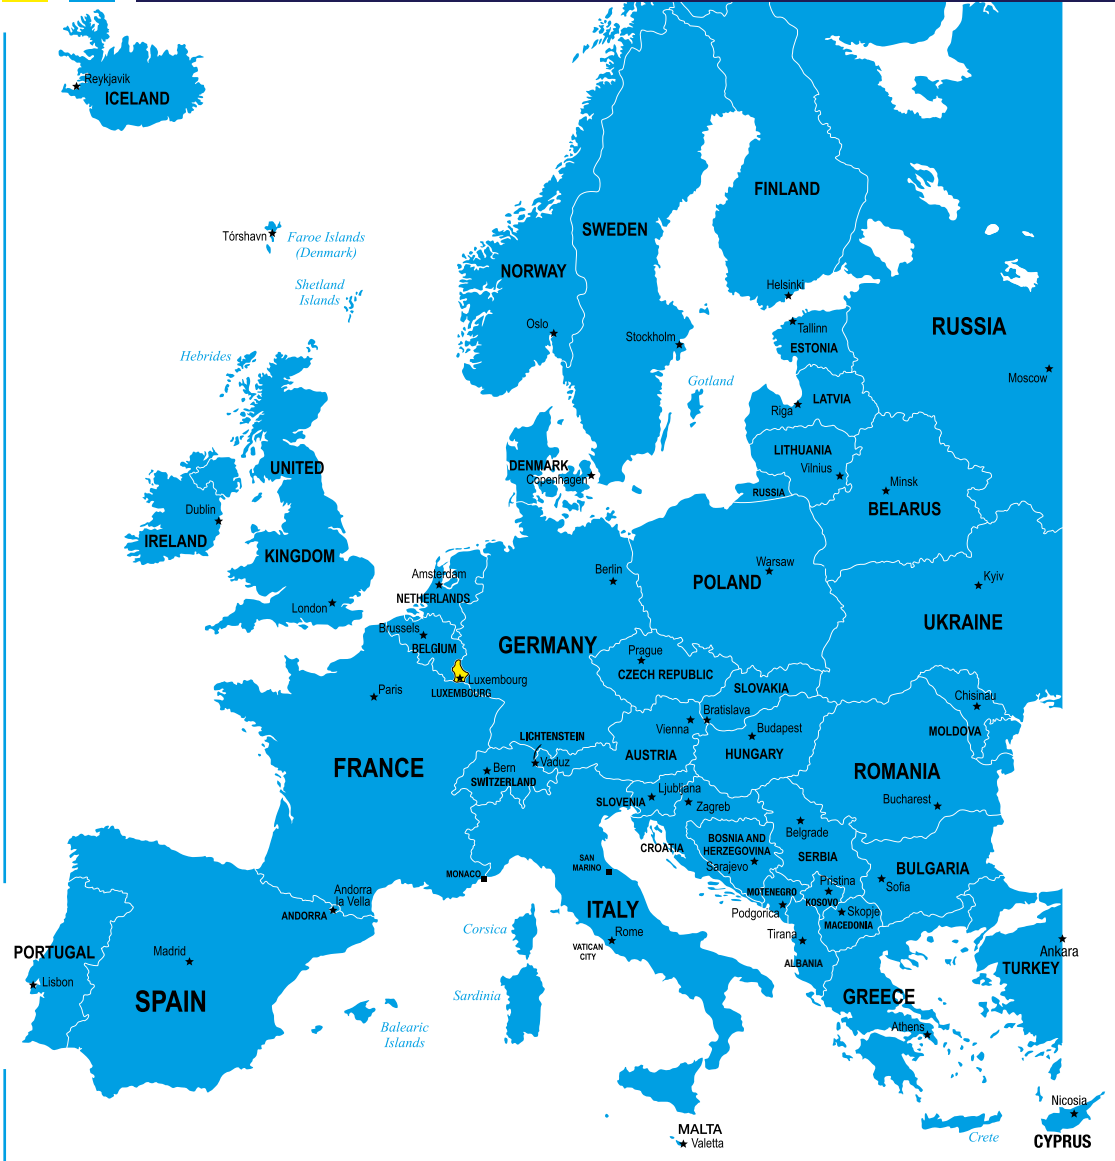 Reykjavik
ICELAND
FINLAND
SWEDEN
Tórshavn
Faroe Islands
(Denmark)
NORWAY
Shetland
Islands
Helsinki
Oslo
Tallinn
RUSSIA
Stockholm
ESTONIA
Hebrides
Moscow
Gotland
LATVIA
Riga
LITHUANIA
UNITED
DENMARK
Vilnius
Copenhagen
Minsk
RUSSIA
Dublin
BELARUS
IRELAND
KINGDOM
Warsaw
Berlin
Amsterdam
POLAND
Kyiv
NETHERLANDS
London
UKRAINE
Brussels
GERMANY
BELGIUM
Prague
CZECH REPUBLIC
Luxembourg
SLOVAKIA
Paris
LUXEMBOURG
Chisinau
Bratislava
Vienna
Budapest
MOLDOVA
LICHTENSTEIN
AUSTRIA
HUNGARY
Vaduz
FRANCE
Bern
ROMANIA
SWITZERLAND
Ljubljana
SLOVENIA
Zagreb
Bucharest
Belgrade
BOSNIA AND
HERZEGOVINA
CROATIA
SERBIA
SAN
MARINO
Sarajevo
BULGARIA
MONACO
Pristina
Sofia
Andorra
la Vella
MOTENEGRO
KOSOVO
ANDORRA
ITALY
Podgorica
Skopje
MACEDONIA
Corsica
Rome
Tirana
VATICAN
CITY
PORTUGAL
Madrid
Ankara
ALBANIA
TURKEY
Lisbon
Sardinia
GREECE
SPAIN
Balearic
Islands
Athens
Nicosia
MALTA
Valetta
Crete
CYPRUS